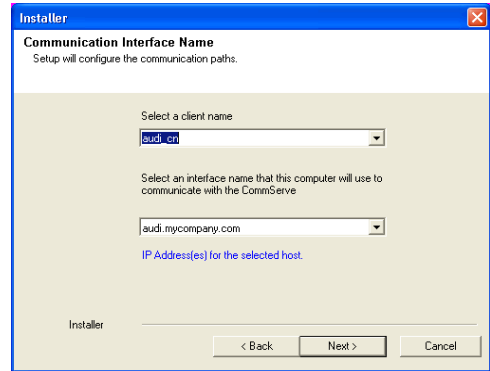 Installer
Communication Interface Name
Setup will configure the communication paths.
Select a client name
audi_cn
Select an interface name that this computer will use to
communicate with the CommServe
audi.mycompany.com
IP Address(es) for the selected host.
Installer
< Back
Next >
Cancel